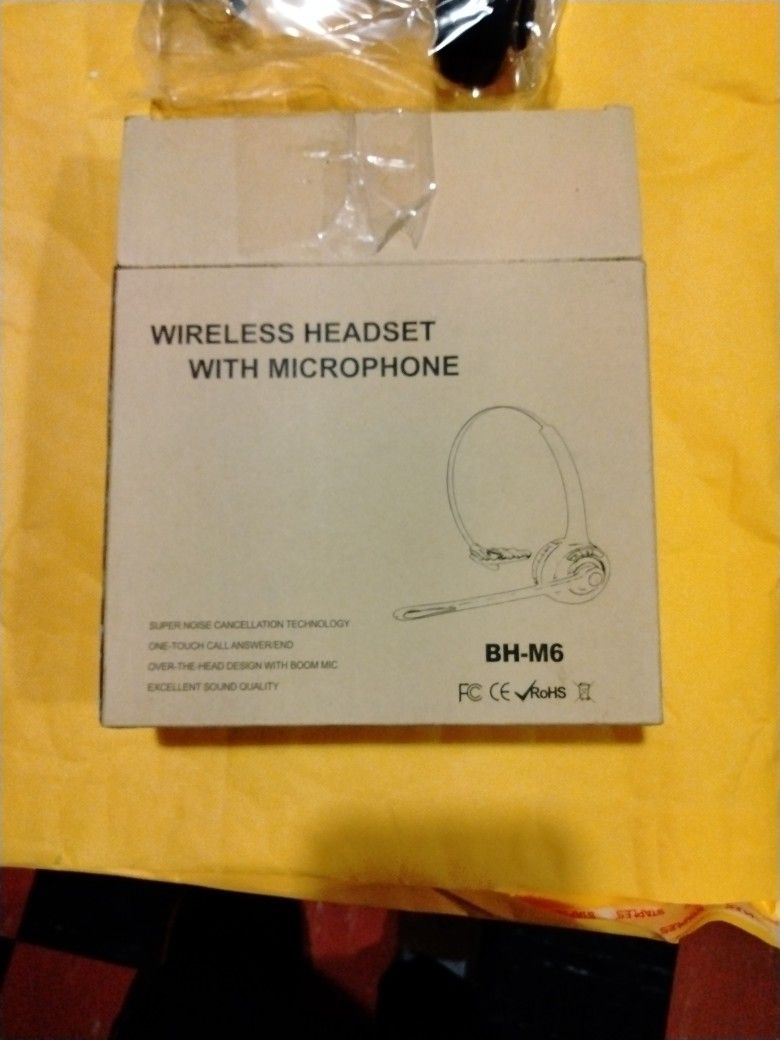 WIRELESS HEADSET
WITH MICROPHONE
SUPER NOISE CANCELLATION TECHNOLOGY
ONE-TOUCH CALL ANSWER/END
OVER-THE-HEAD DESIGN WITH BOOM MIC
EXCELLENT SOUND QUALITY
BH-M6
FC CE RoHS
STAPLES